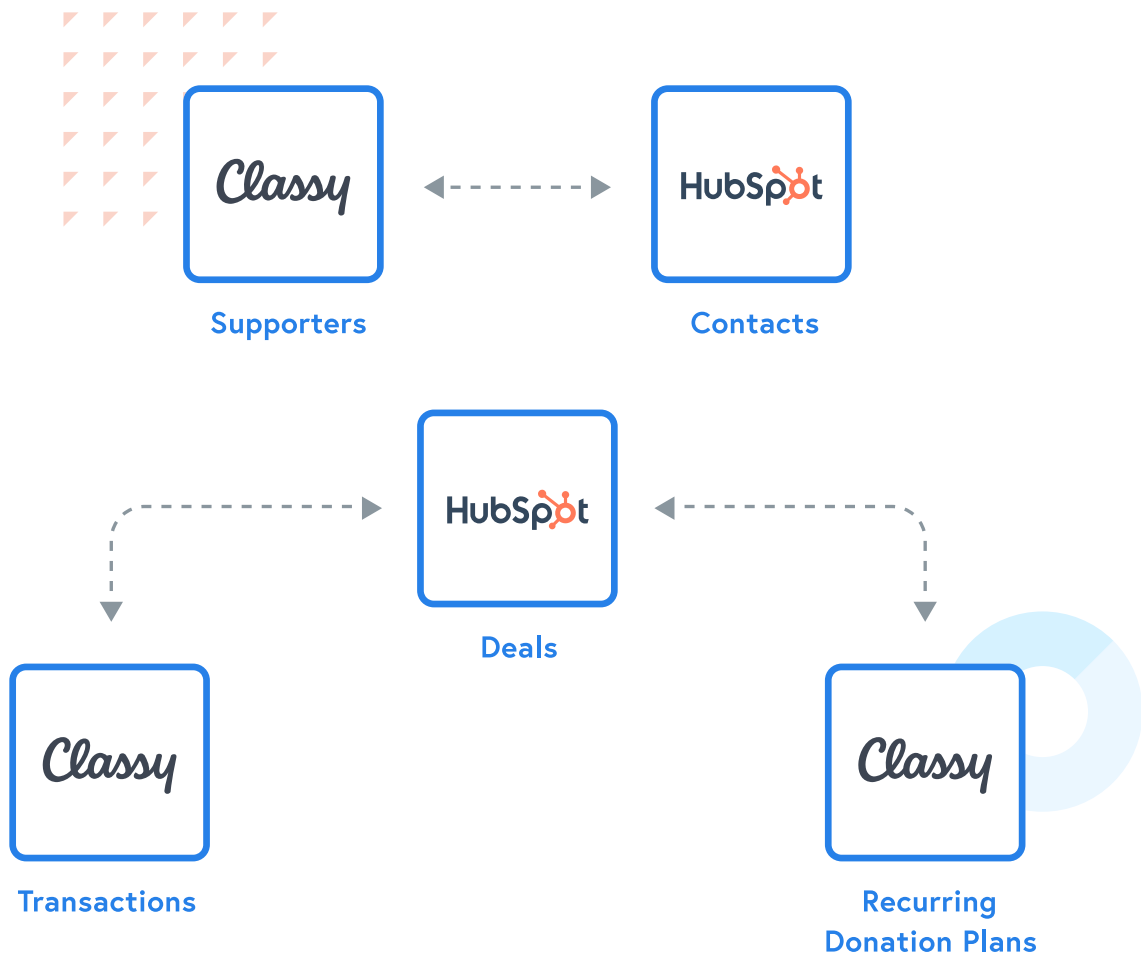 Classy
HubSpot
Supporters
Contacts
HubSpot
Deals
Classy
Classy
Transactions
Recurring
Donation Plans